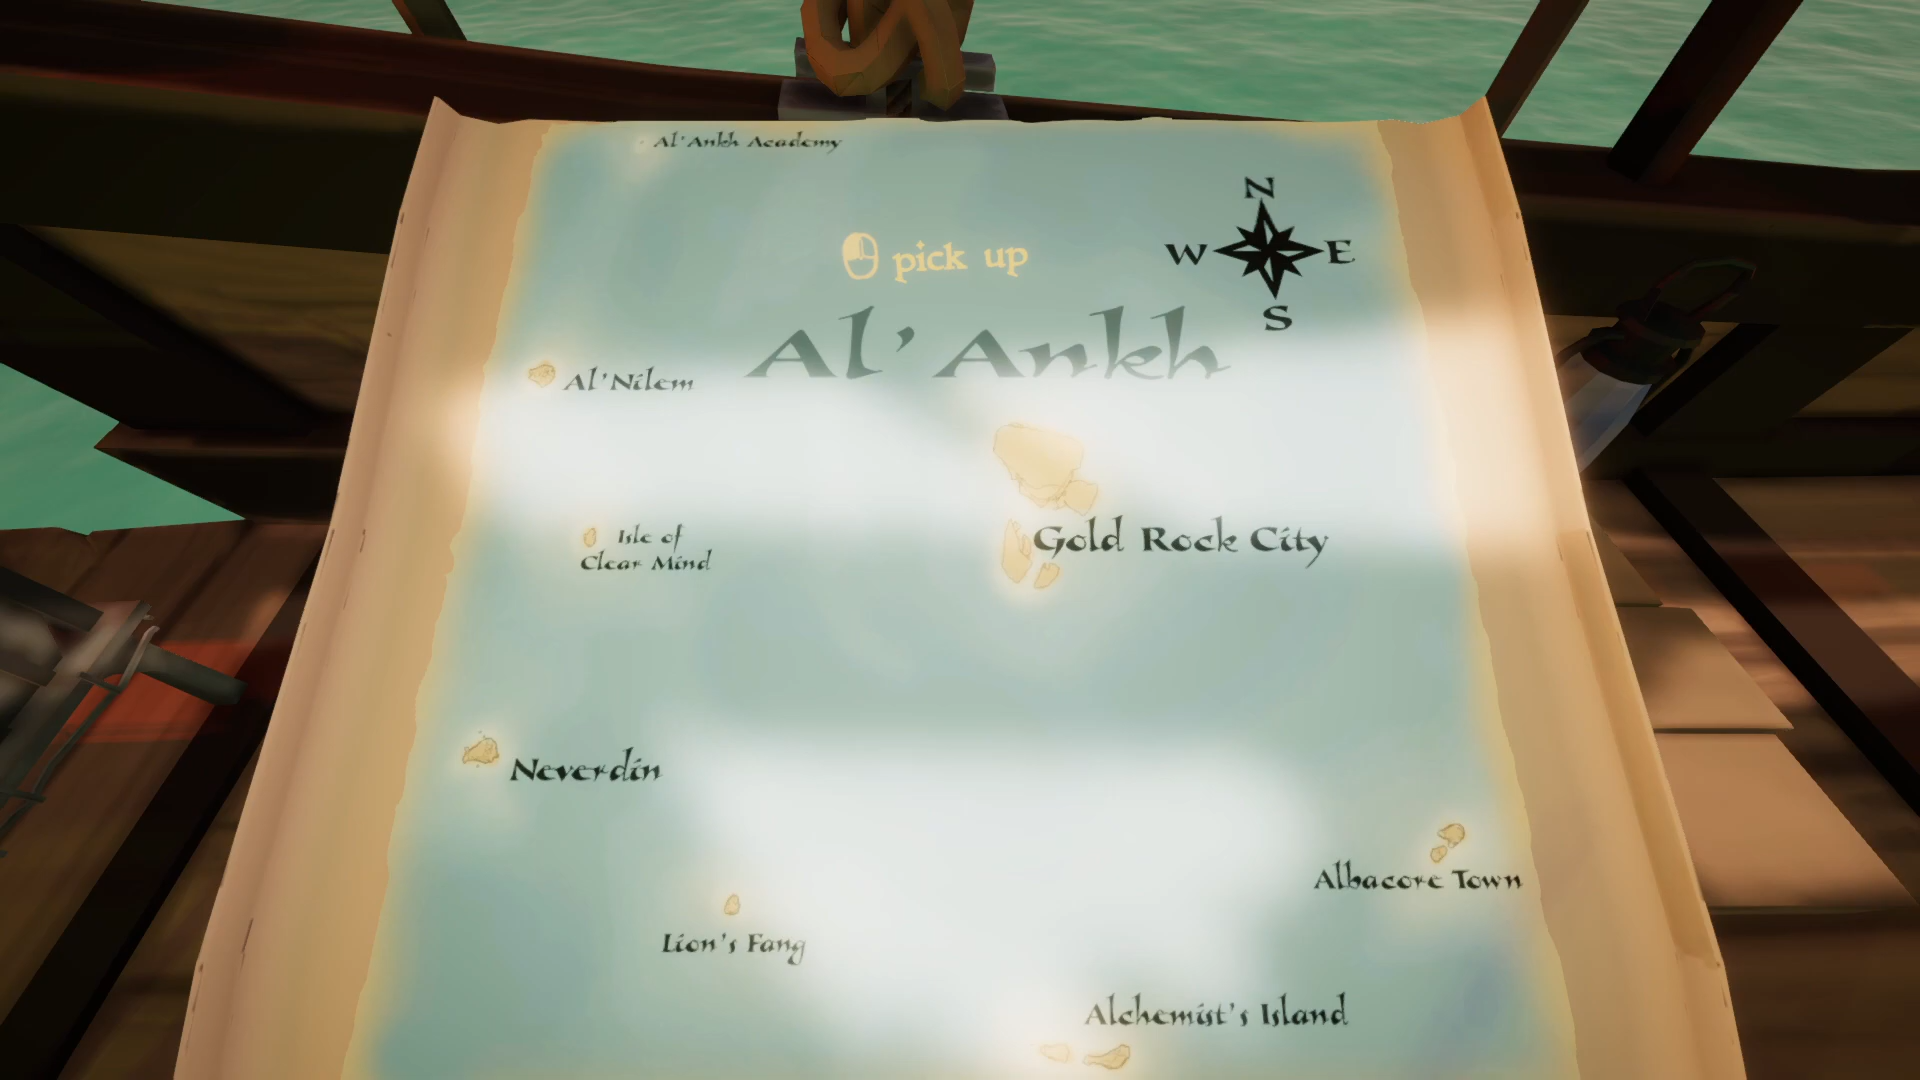 Al'Ankh Academy
N
W E
S
pick up
Al'Ankh
Al'Nilem
Gold Rock City
Isle of
Clear Mind
Neverdin
Albacore Town
Lion's Fang
Alchemist's Island